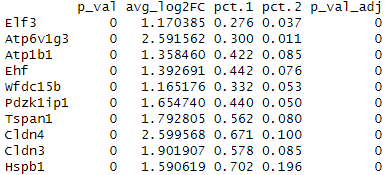 p_val avg_log2FC pct.1 pct.2 p_val_adj
Elf3 0 1.170385 0.276 0.037 0
Atp6v1g3 0 2.591562 0.300 0.011 0
Atp1b1 0 1.358460 0.422 0.085 0
Ehf 0 1.392691 0.442 0.076 0
Wfdc15b 0 1.165176 0.332 0.053 0
Pdzk1ip1 0 1.654740 0.440 0.050 0
Tspan1 0 1.792805 0.562 0.080 0
Cldn4 0 2.599568 0.671 0.100 0
Cldn3 0 1.901907 0.578 0.085 0
Hspb1 0 1.590619 0.702 0.196 0